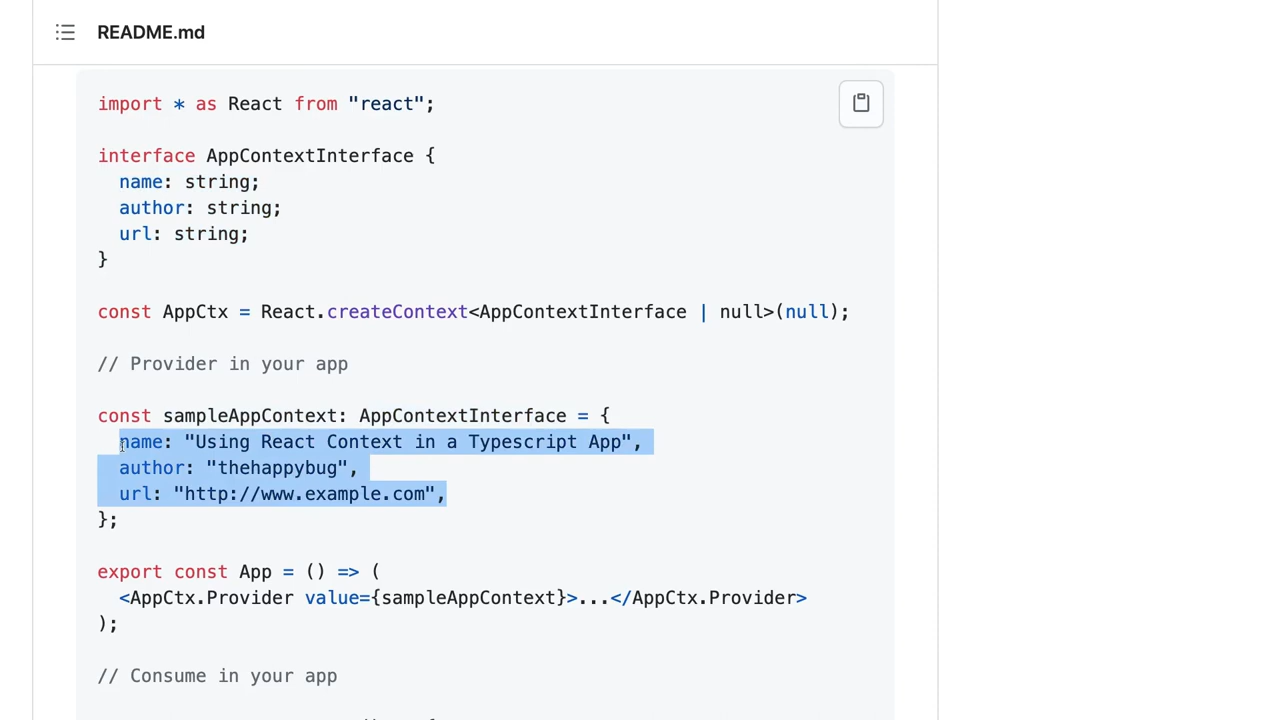 README.md
import * as React from "react";
interface AppContextInterface {
name: string;
author: string;
url: string;
}
const AppCtx = React.createContext<AppContextInterface | null>(null);
// Provider in your app
const sampleAppContext: AppContextInterface = {
name: "Using React Context in a Typescript App",
author: "thehappybug",
url: "http://www.example.com",
};
export const App = () => (
<AppCtx.Provider value={sampleAppContext}>...</AppCtx.Provider>
);
// Consume in your app